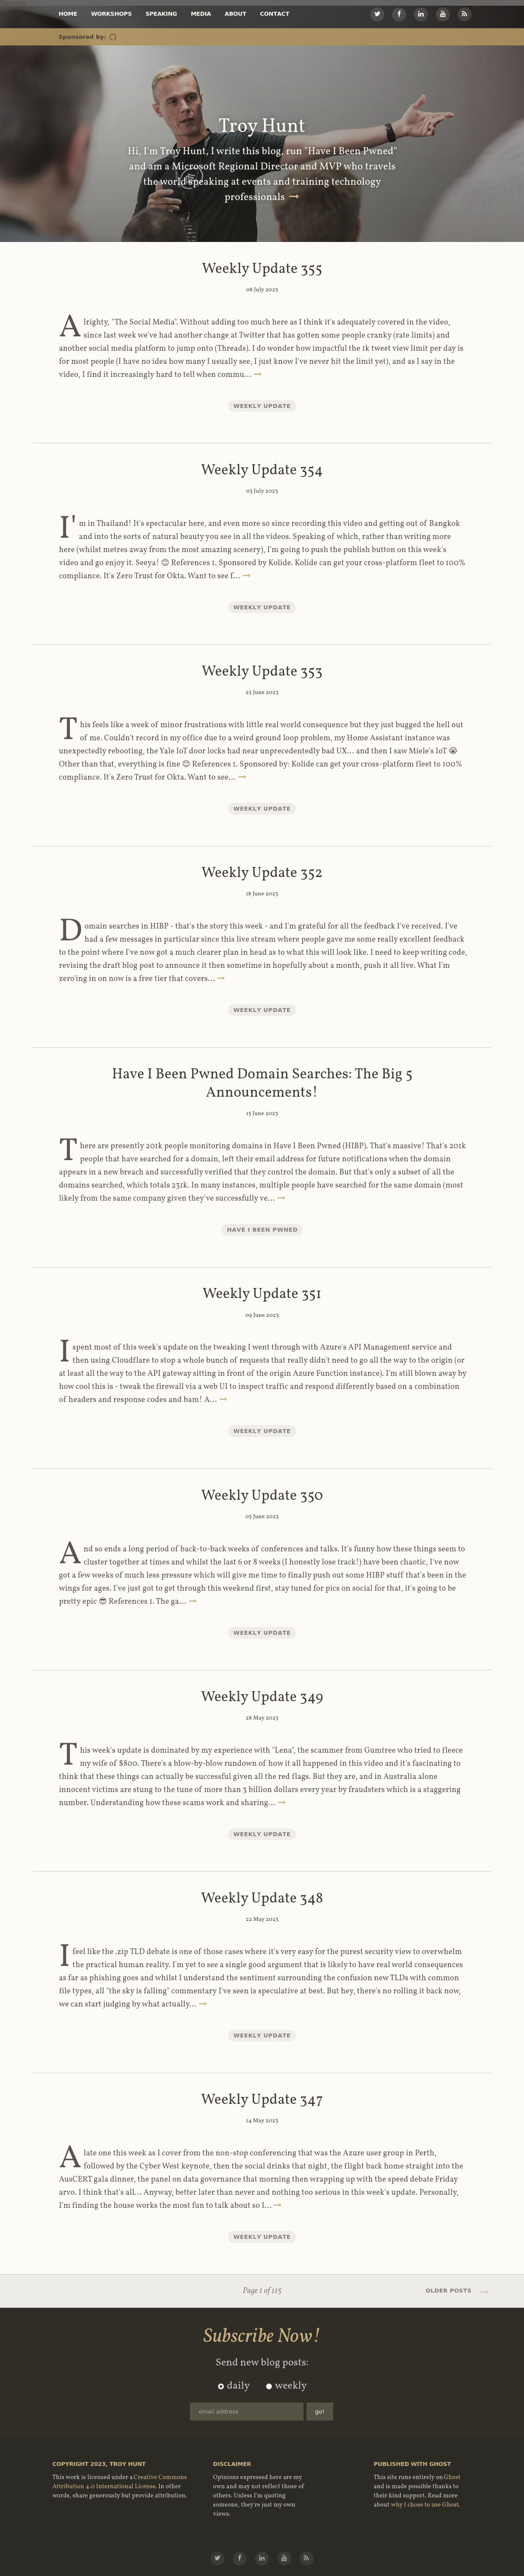 HOME WORKSHOPS SPEAKING MEDIA ABOUT CONTACT
Sponsored by:
Troy Hunt
Hi, I'm Troy Hunt, I write this blog, run "Have I Been Pwned"
and am a Microsoft Regional Director and MVP who travels
the world speaking at events and training technology
professionals
Weekly Update 355
08 July 2023
Alrighty, "The Social Media". Without adding too much here as I think it's adequately covered in the video,
since last week we've had another change at Twitter that has gotten some people cranky (rate limits) and
another social media platform to jump onto (Threads). I do wonder how impactful the 1k tweet view limit per day is
for most people (I have no idea how many I usually see, I just know I've never hit the limit yet), and as I say in the
video, I find it increasingly hard to tell when commu...
WEEKLY UPDATE
Weekly Update 354
03 July 2023
I'm in Thailand! It's spectacular here, and even more so since recording this video and getting out of Bangkok
and into the sorts of natural beauty you see in all the videos. Speaking of which, rather than writing more
here (whilst metres away from the most amazing scenery), I'm going to push the publish button on this week's
video and go enjoy it. Seeya! 😊 References 1. Sponsored by Kolide. Kolide can get your cross-platform fleet to 100%
compliance. It's Zero Trust for Okta. Want to see f...
WEEKLY UPDATE
Weekly Update 353
25 June 2023
This feels like a week of minor frustrations with little real world consequence but they just bugged the hell out
of me. Couldn't record in my office due to a weird ground loop problem, my Home Assistant instance was
unexpectedly rebooting, the Yale IoT door locks had near unprecedentedly bad UX... and then I saw Miele's IoT 😭
Other than that, everything is fine 😊 References 1. Sponsored by: Kolide can get your cross-platform fleet to 100%
compliance. It's Zero Trust for Okta. Want to see...
WEEKLY UPDATE
Weekly Update 352
18 June 2023
Domain searches in HIBP - that's the story this week - and I'm grateful for all the feedback I've received. I've
had a few messages in particular since this live stream where people gave me some really excellent feedback
to the point where I've now got a much clearer plan in head as to what this will look like. I need to keep writing code,
revising the draft blog post to announce it then sometime in hopefully about a month, push it all live. What I'm
zero'ing in on now is a free tier that covers...
WEEKLY UPDATE
Have I Been Pwned Domain Searches: The Big 5
Announcements!
15 June 2023
There are presently 201k people monitoring domains in Have I Been Pwned (HIBP). That's massive! That's 201k
people that have searched for a domain, left their email address for future notifications when the domain
appears in a new breach and successfully verified that they control the domain. But that's only a subset of all the
domains searched, which totals 231k. In many instances, multiple people have searched for the same domain (most
likely from the same company given they've successfully ve...
HAVE I BEEN PWNED
Weekly Update 351
09 June 2023
I spent most of this week's update on the tweaking I went through with Azure's API Management service and
then using Cloudflare to stop a whole bunch of requests that really didn't need to go all the way to the origin (or
at least all the way to the API gateway sitting in front of the origin Azure Function instance). I'm still blown away by
how cool this is - tweak the firewall via a web UI to inspect traffic and respond differently based on a combination
of headers and response codes and bam! A...
WEEKLY UPDATE
Weekly Update 350
03 June 2023
And so ends a long period of back-to-back weeks of conferences and talks. It's funny how these things seem to
cluster together at times and whilst the last 6 or 8 weeks (I honestly lose track!) have been chaotic, I've now
got a few weeks of much less pressure which will give me time to finally push out some HIBP stuff that's been in the
wings for ages. I've just got to get through this weekend first, stay tuned for pics on social for that, it's going to be
pretty epic 😎 References 1. The ga...
WEEKLY UPDATE
Weekly Update 349
28 May 2023
This week's update is dominated by my experience with "Lena", the scammer from Gumtree who tried to fleece
my wife of $800. There's a blow-by-blow rundown of how it all happened in this video and it's fascinating to
think that these things can actually be successful given all the red flags. But they are, and in Australia alone
innocent victims are stung to the tune of more than 3 billion dollars every year by fraudsters which is a staggering
number. Understanding how these scams work and sharing...
WEEKLY UPDATE
Weekly Update 348
22 May 2023
I feel like the .zip TLD debate is one of those cases where it's very easy for the purest security view to overwhelm
the practical human reality. I'm yet to see a single good argument that is likely to have real world consequences
as far as phishing goes and whilst I understand the sentiment surrounding the confusion new TLDs with common
file types, all "the sky is falling" commentary I've seen is speculative at best. But hey, there's no rolling it back now,
we can start judging by what actually...
WEEKLY UPDATE
Weekly Update 347
14 May 2023
A late one this week as I cover from the non-stop conferencing that was the Azure user group in Perth,
followed by the Cyber West keynote, then the social drinks that night, the flight back home straight into the
AusCERT gala dinner, the panel on data governance that morning then wrapping up with the speed debate Friday
arvo. I think that's all... Anyway, better later than never and nothing too serious in this week's update. Personally,
I'm finding the house works the most fun to talk about so I...
WEEKLY UPDATE
Page 1 of 115
OLDER POSTS
Subscribe Now!
Send new blog posts:
daily weekly
email address go!
COPYRIGHT 2023, TROY HUNT
This work is licensed under a Creative Commons
Attribution 4.0 International License. In other
words, share generously but provide attribution.
DISCLAIMER
Opinions expressed here are my
own and may not reflect those of
others. Unless I'm quoting
someone, they're just my own
views.
PUBLISHED WITH GHOST
This site runs entirely on Ghost
and is made possible thanks to
their kind support. Read more
about why I chose to use Ghost.